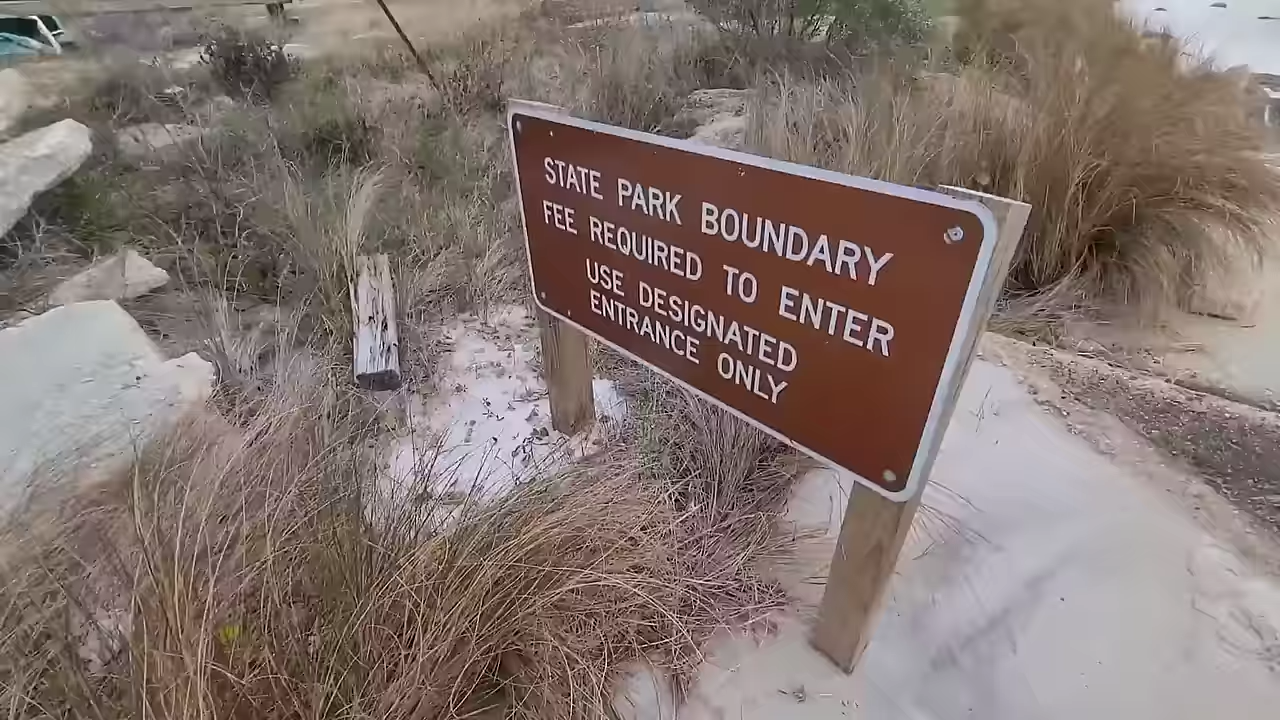 STATE PARK BOUNDARY
FEE REQUIRED TO ENTER
USE DESIGNATED
ENTRANCE ONLY